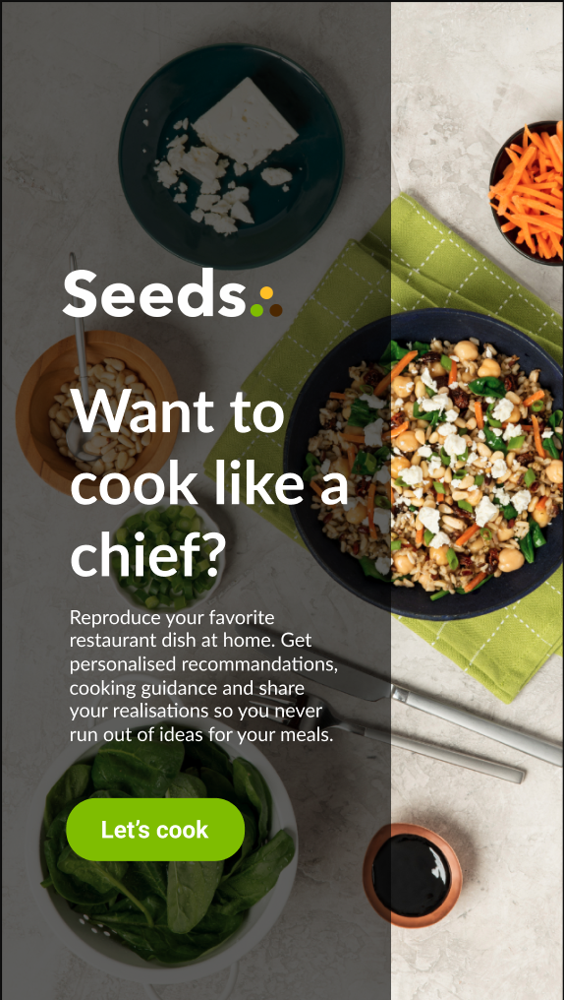 Seeds
Want to
cook like a
chief?
Reproduce your favorite
restaurant dish at home. Get
personalised recommandations,
cooking guidance and share
your realisations so you never
run out of ideas for your meals.
Let's cook